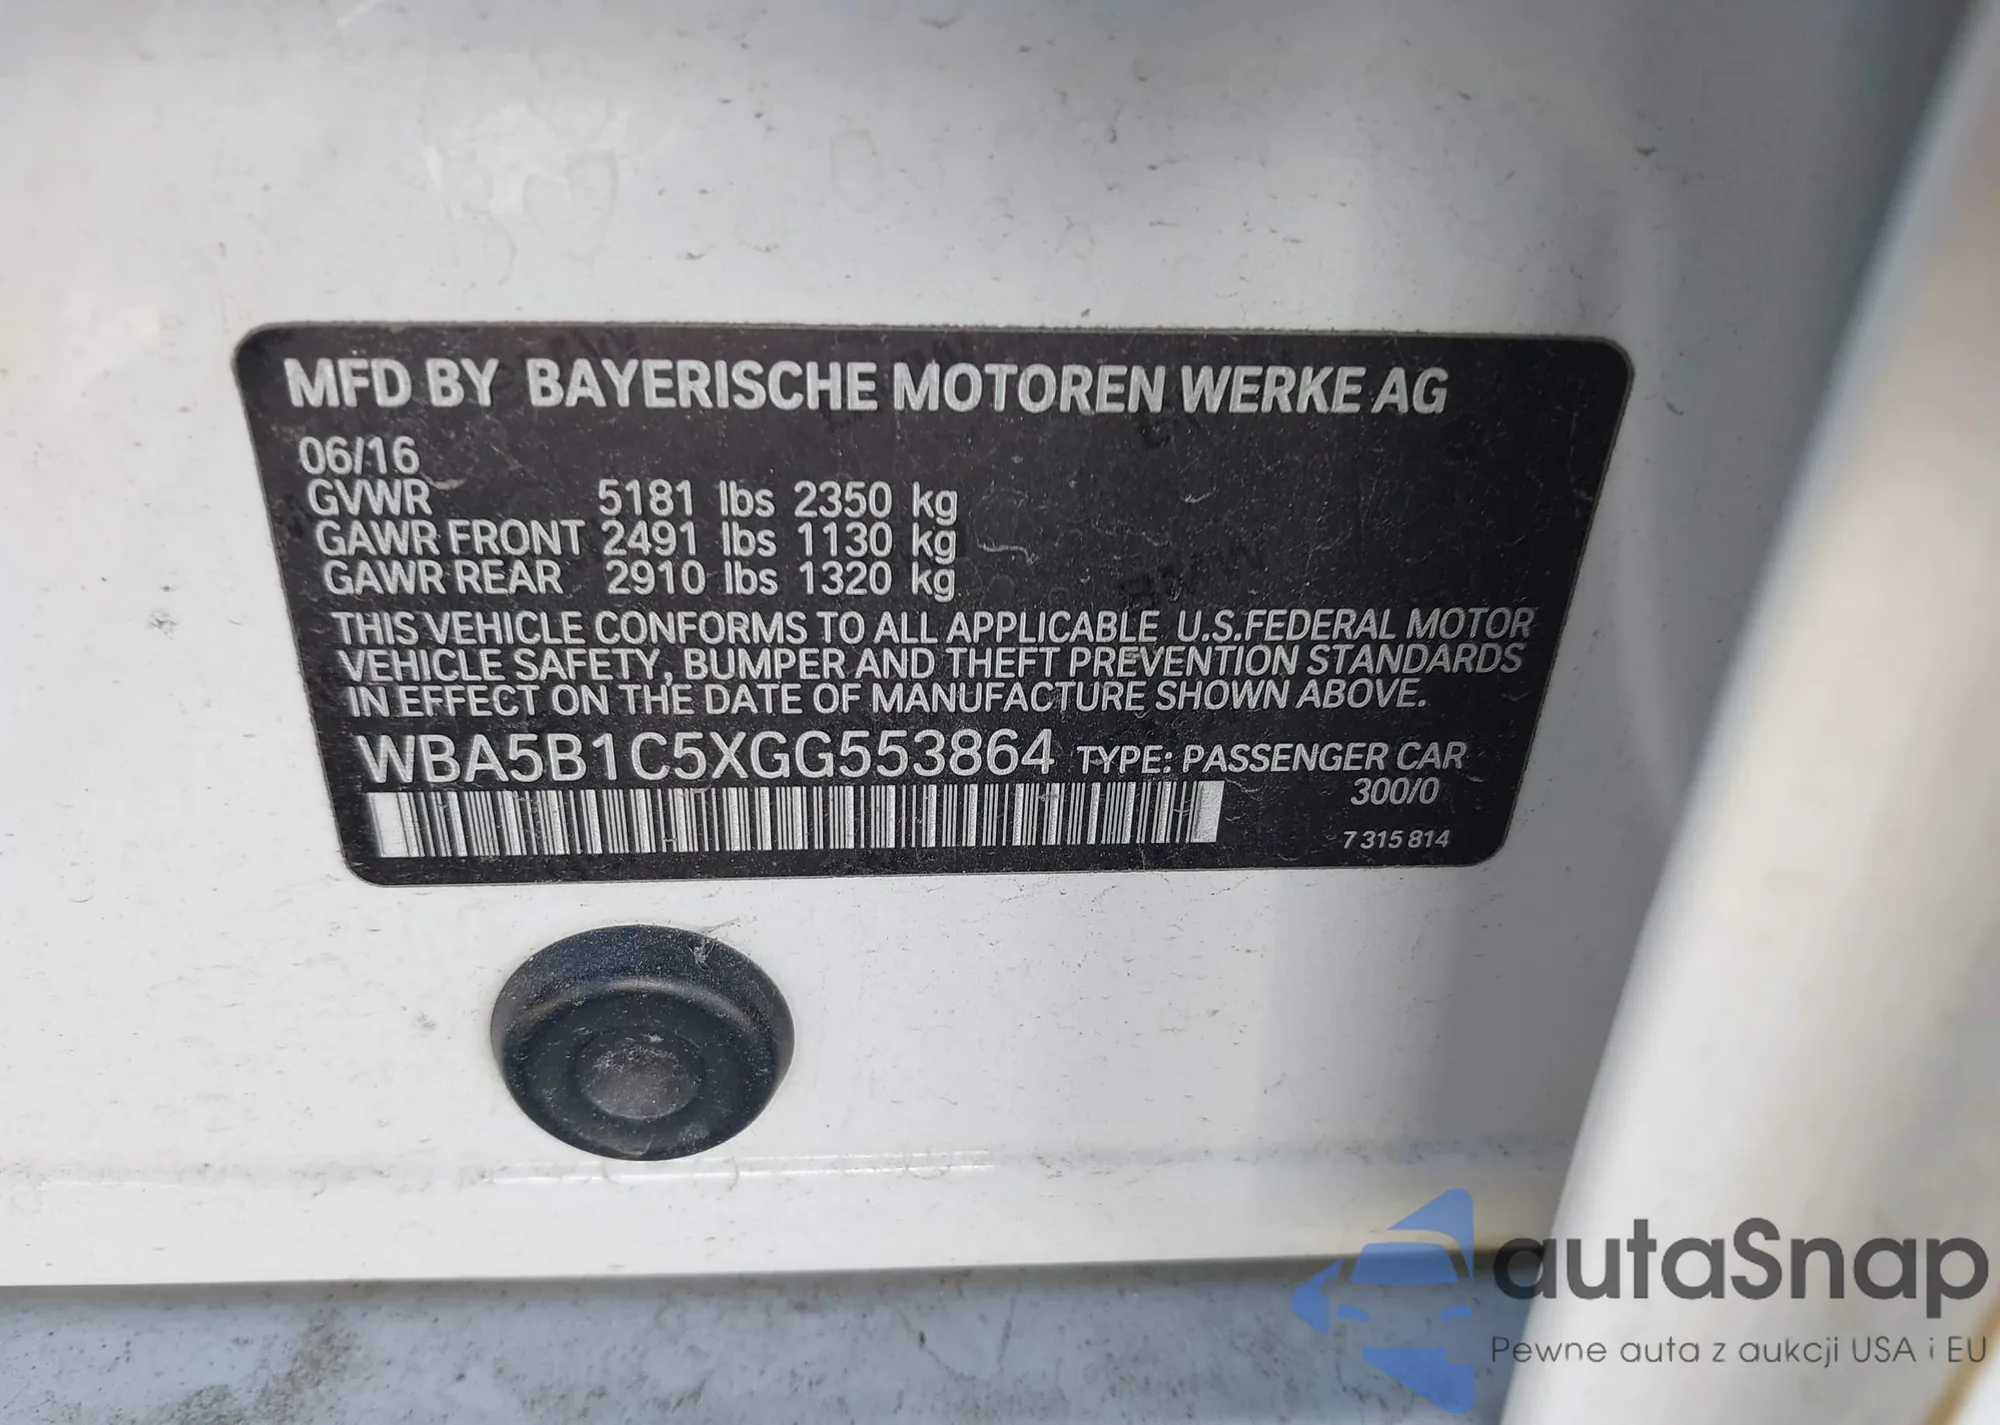 MFD BY BAYERISCHE MOTOREN WERKE AG
06/16
GVWR 5181 lbs 2350 kg
GAWR FRONT 2491 lbs 1130 kg
GAWR REAR 2910 lbs 1320 kg
THIS VEHICLE CONFORMS TO ALL APPLICABLE U.S.FEDERAL MOTOR
VEHICLE SAFETY, BUMPER AND THEFT PREVENTION STANDARDS
IN EFFECT ON THE DATE OF MANUFACTURE SHOWN ABOVE.
WBA5B1C5XGG553864 TYPE: PASSENGER CAR
300/0
7 315 814
autaSnap
Pewne auta z aukcji USA i EU